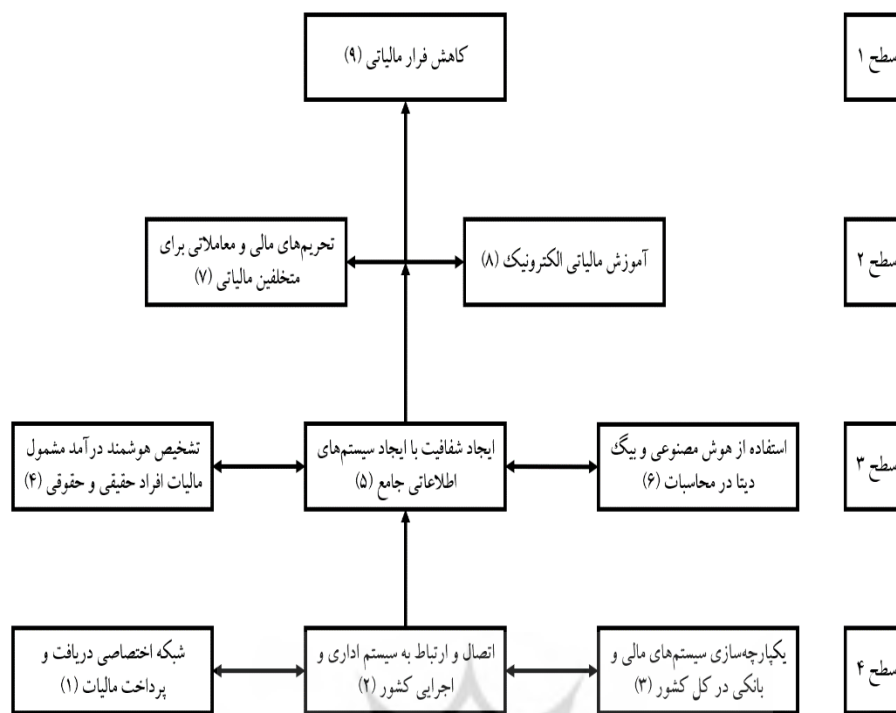 کاهش فرار مالیاتی (۹)
سطح ۱
تحریم‌های مالی و معاملاتی برای
متخلفین مالیاتی (۷)
آموزش مالیاتی الکترونیک (۸)
سطح ۲
تشخیص هوشمند درآمد مشمول
مالیات افراد حقیقی و حقوقی (۴)
ایجاد شفافیت با ایجاد سیستم‌های
اطلاعاتی جامع (۵)
استفاده از هوش مصنوعی و بیگ
دیتا در محاسبات (۶)
سطح ۳
شبکه اختصاصی دریافت و
پرداخت مالیات (۱)
اتصال و ارتباط به سیستم اداری و
اجرایی کشور (۲)
یکپارچه‌سازی سیستم‌های مالی و
بانکی در کل کشور (۳)
سطح ۴